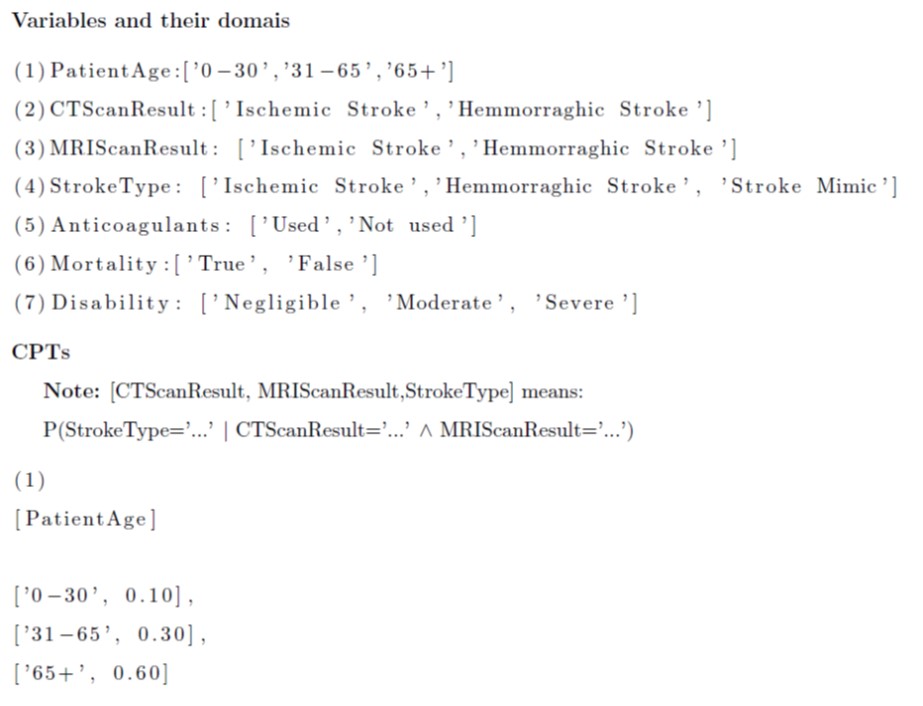 Variables and their domais
(1)PatientAge:['0-30','31-65','65+']
(2)CTScanResult:['Ischemic Stroke','Hemmorraghic Stroke']
(3)MRIScanResult: ['Ischemic Stroke','Hemmorraghic Stroke']
(4)StrokeType: ['Ischemic Stroke','Hemmorraghic Stroke', 'Stroke Mimic']
(5)Anticoagulants: ['Used','Not used']
(6)Mortality:['True', 'False']
(7)Disability: ['Negligible', 'Moderate', 'Severe']
CPTs
Note: [CTScanResult, MRIScanResult,StrokeType] means:
P(StrokeType='...' | CTScanResult='...' ∧ MRIScanResult='...')
(1)
[PatientAge]
['0-30', 0.10],
['31-65', 0.30],
['65+', 0.60]